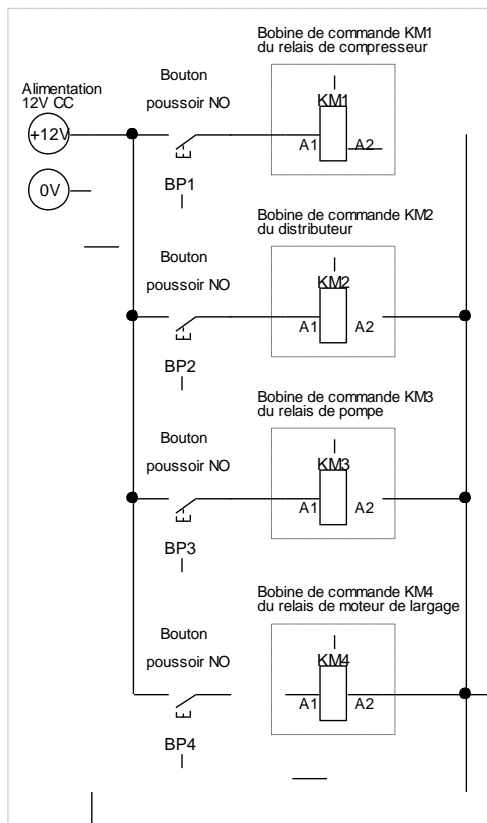 Bobine de commande KM1
du relais de compresseur
Alimentation
12V CC
Bouton
poussoir NO
+12V
KM1
A1
A2
BP1
0V
Bobine de commande KM2
du distributeur
Bouton
poussoir NO
KM2
A1
A2
BP2
Bobine de commande KM3
du relais de pompe
Bouton
poussoir NO
KM3
A1
A2
BP3
Bobine de commande KM4
du relais de moteur de largage
Bouton
poussoir NO
KM4
A1
A2
BP4